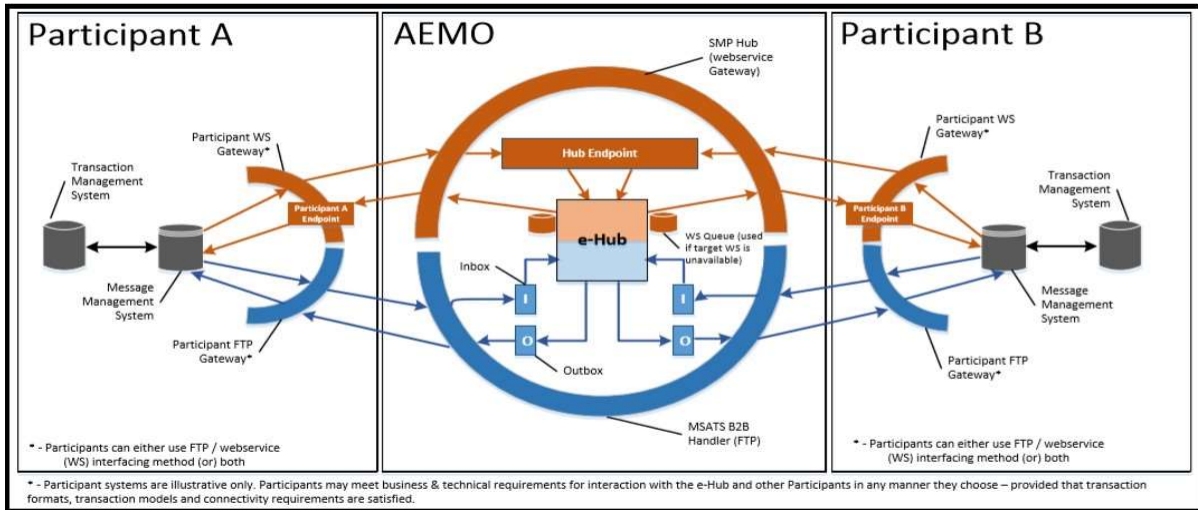 Participant A
AEMO
Participant B
SMP Hub
(webservice
Gateway)
Participant WS
Gateway*
Participant WS
Gateway*
Transaction
Management
System
Hub Endpoint
Transaction
Management
System
Participant A
Endpoint
Participant B
Endpoint
e-Hub
WS Queue (used
if target WS is
unavailable)
Inbox
Message
Management
System
I
I
Message
Management
System
O
O
Participant FTP
Gateway*
Outbox
Participant FTP
Gateway*
MSATS B2B
Handler (FTP)
* - Participants can either use FTP / webservice
(WS) interfacing method (or) both
* - Participants can either use FTP / webservice
(WS) interfacing method (or) both
* - Participant systems are illustrative only. Participants may meet business & technical requirements for interaction with the e-Hub and other Participants in any manner they choose – provided that transaction
formats, transaction models and connectivity requirements are satisfied.